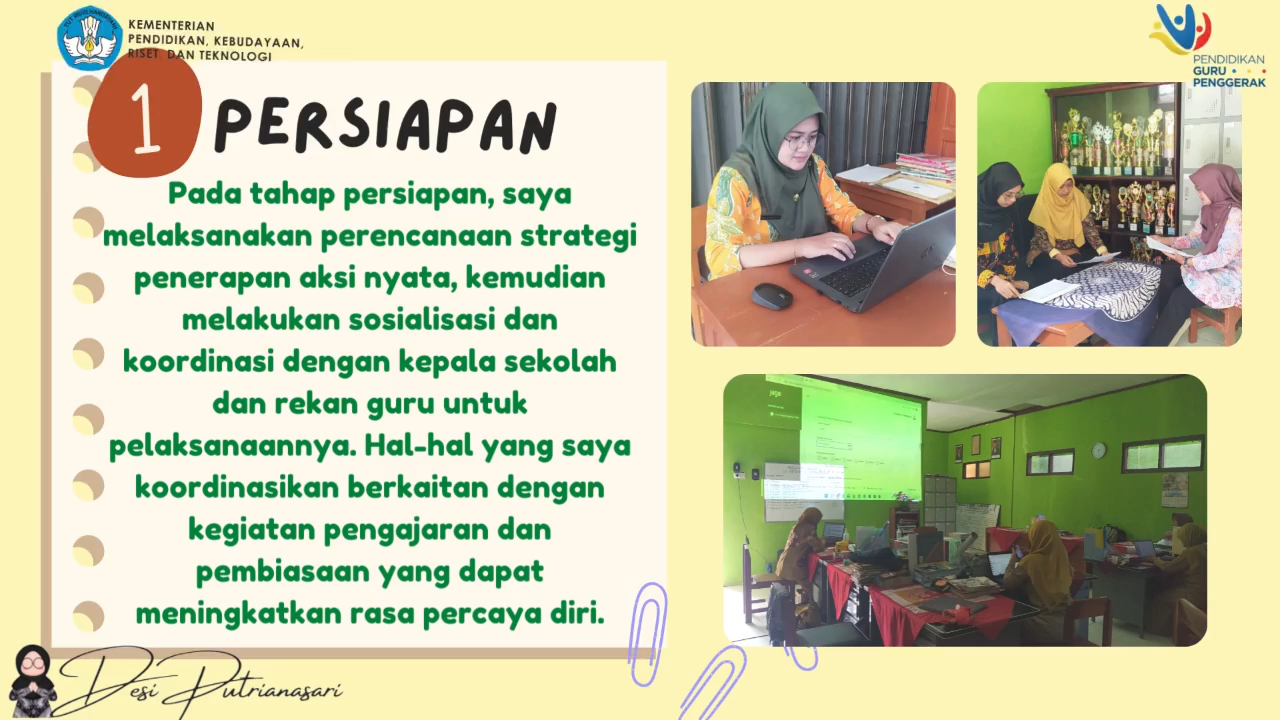 KEMENTERIAN
PENDIDIKAN, KEBUDAYAAN,
RISET, DAN TEKNOLOGI
PENDIDIKAN
GURU
PENGGERAK
1 PERSIAPAN
Pada tahap persiapan, saya
melaksanakan perencanaan strategi
penerapan aksi nyata, kemudian
melakukan sosialisasi dan
koordinasi dengan kepala sekolah
dan rekan guru untuk
pelaksanaannya. Hal-hal yang saya
koordinasikan berkaitan dengan
kegiatan pengajaran dan
pembiasaan yang dapat
meningkatkan rasa percaya diri.
jaga
Desi Putrianasari